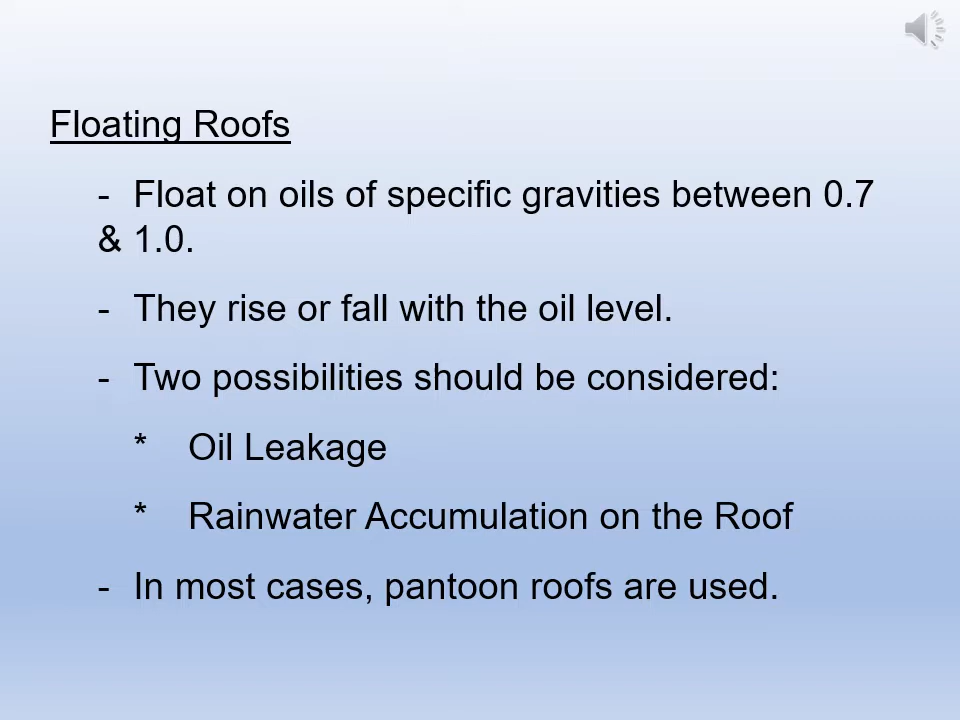 Floating Roofs
- Float on oils of specific gravities between 0.7
& 1.0.
- They rise or fall with the oil level.
- Two possibilities should be considered:
* Oil Leakage
* Rainwater Accumulation on the Roof
- In most cases, pantoon roofs are used.